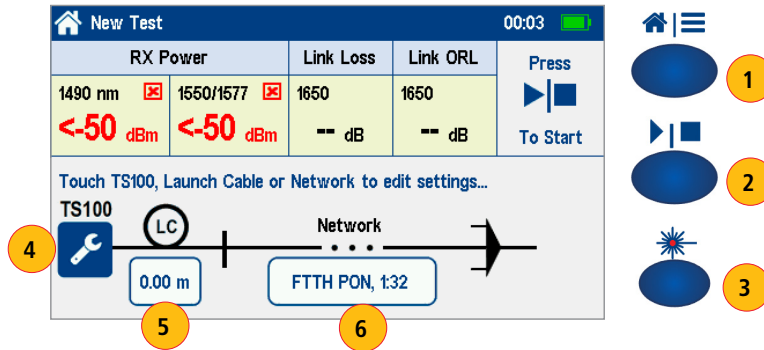 New Test 00:03
RX Power Link Loss Link ORL Press
1490 nm 1550/1577 1650 1650
<-50 dBm <-50 dBm -- dB -- dB To Start
Touch TS100, Launch Cable or Network to edit settings...
TS100
LC
Network
0.00 m
FTTH PON, 1:32
1
2
3
4
5
6